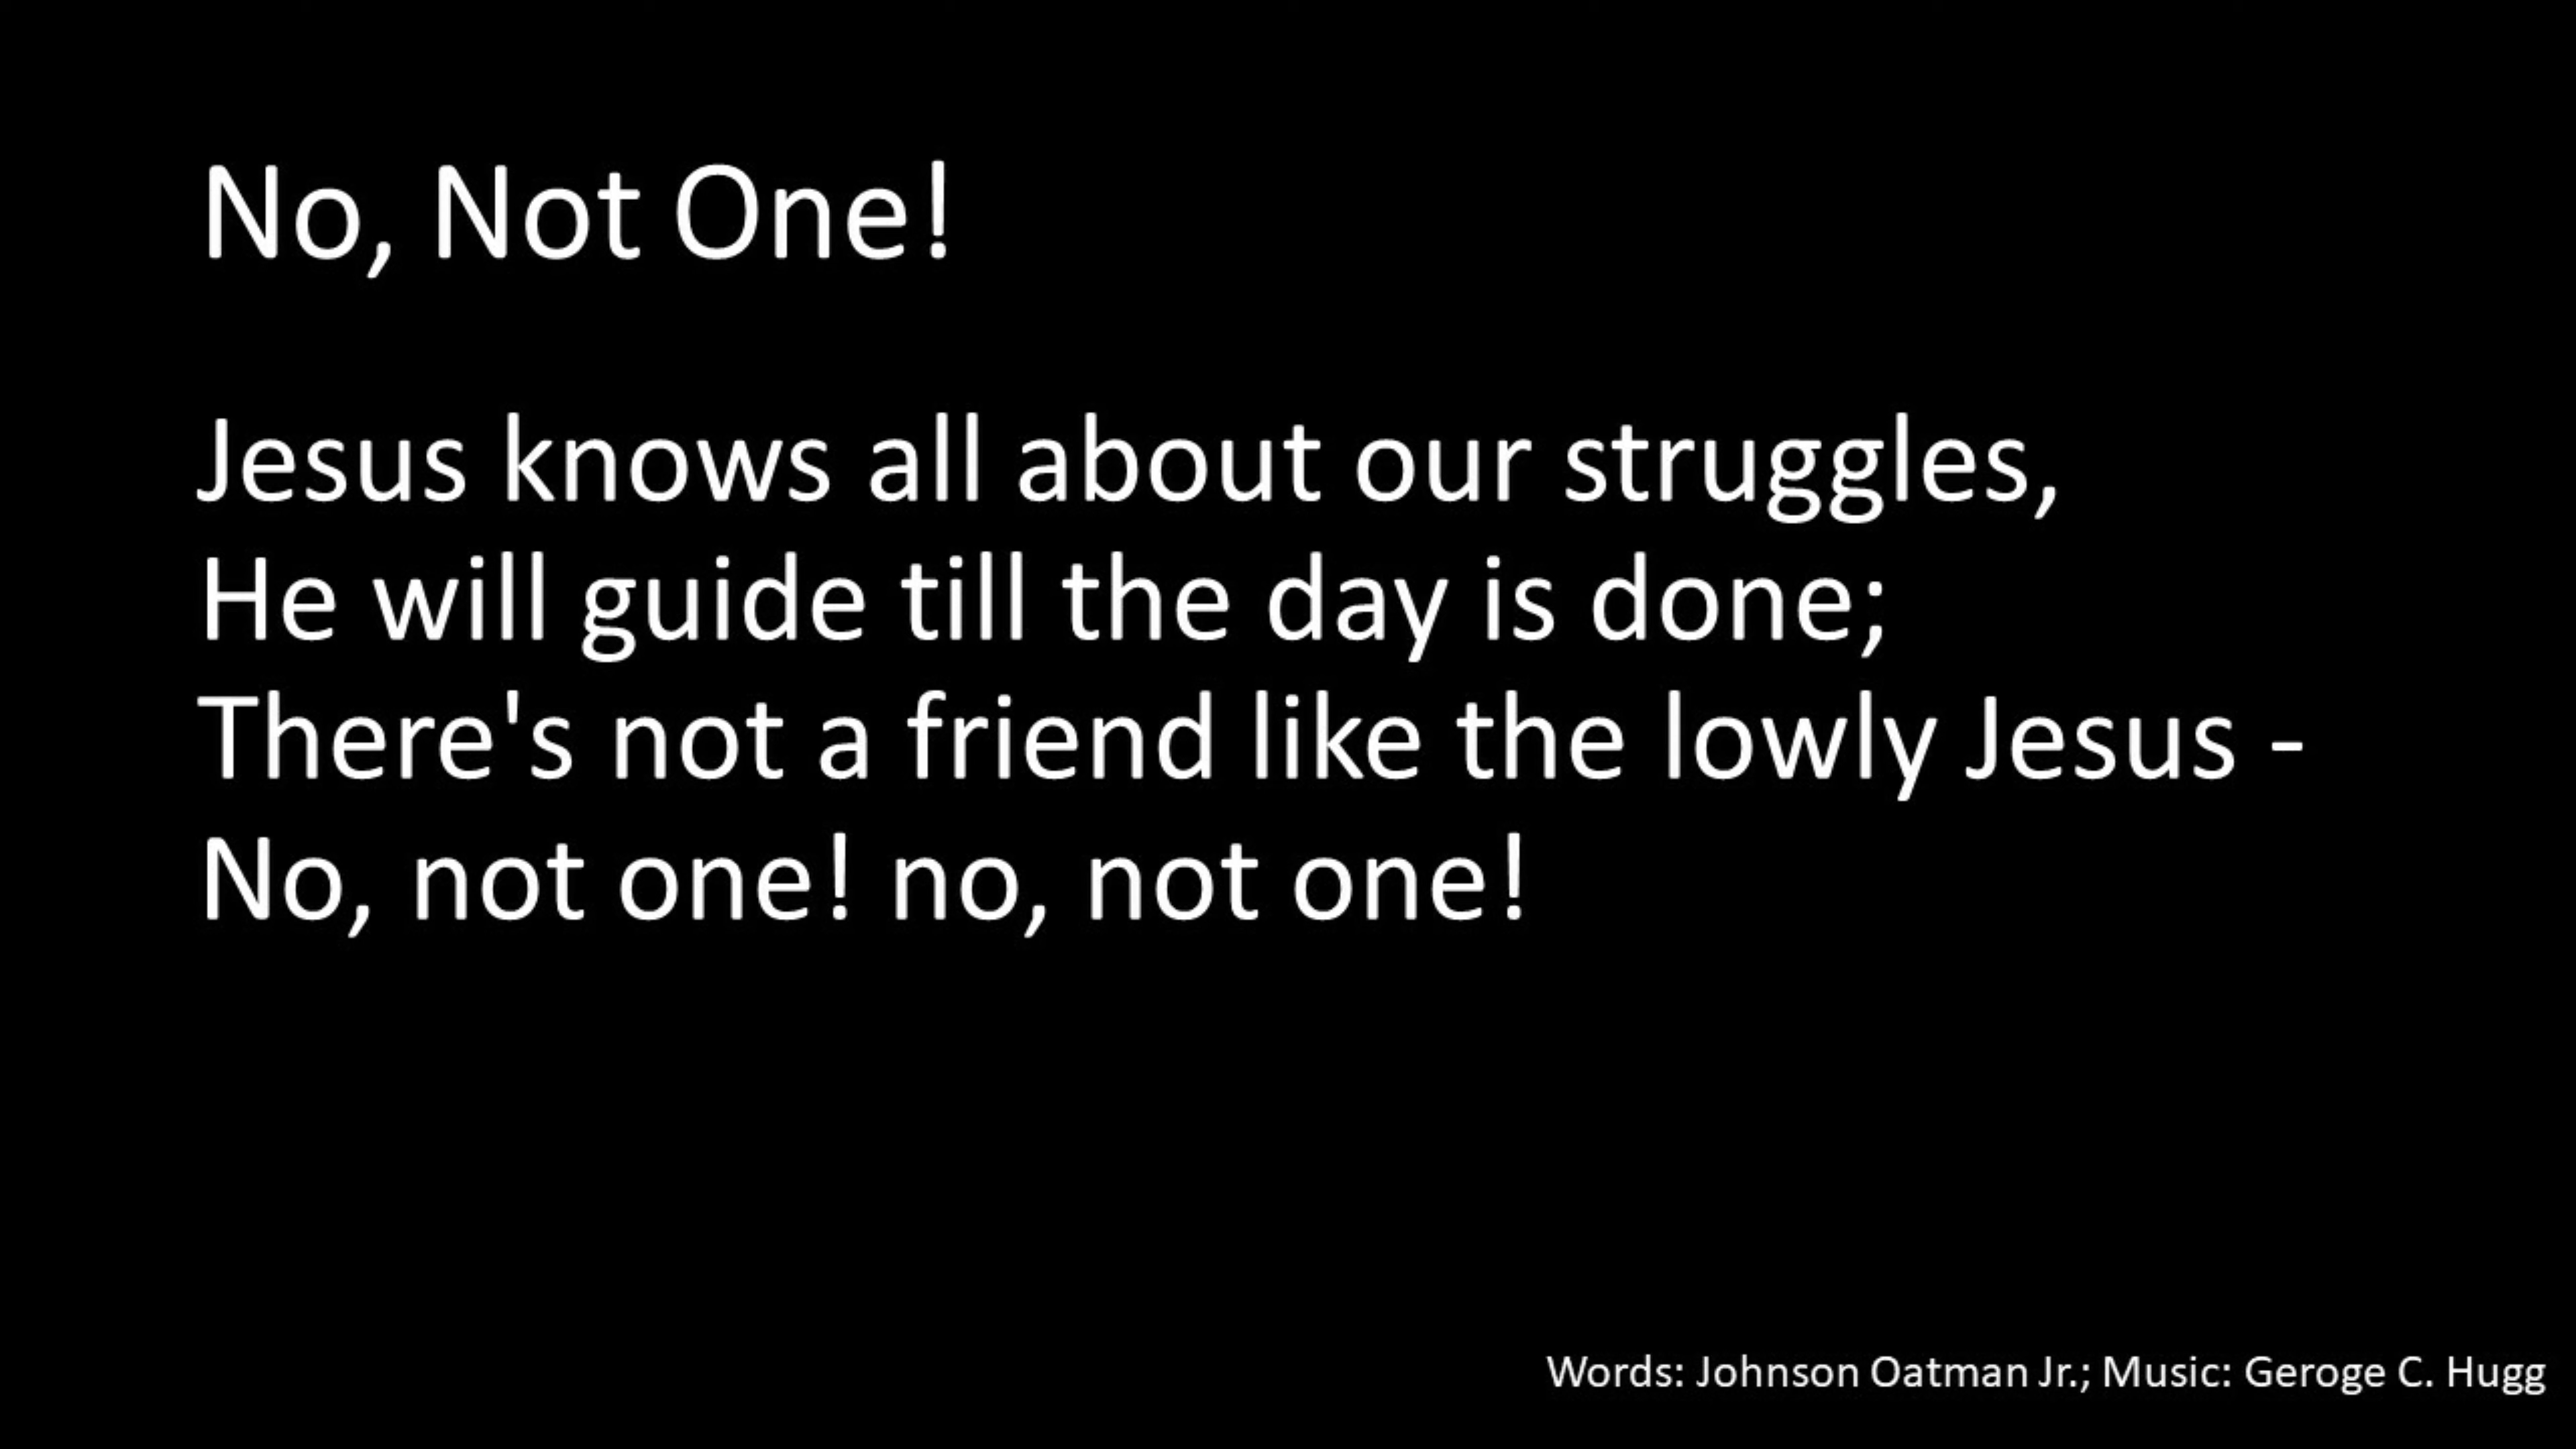 No, Not One!
Jesus knows all about our struggles,
He will guide till the day is done;
There's not a friend like the lowly Jesus -
No, not one! no, not one!
Words: Johnson Oatman Jr.; Music: Geroge C. Hugg